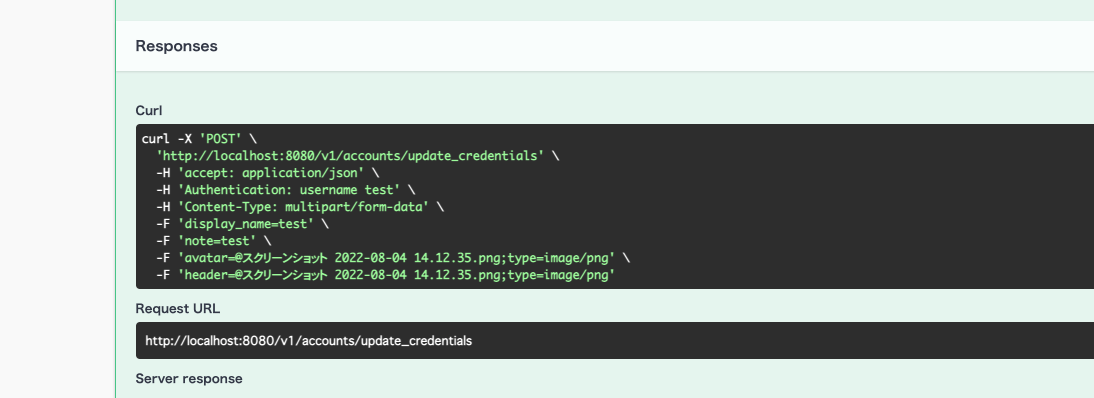 Responses
Curl
curl -X 'POST' \
'http://localhost:8080/v1/accounts/update_credentials' \
-H 'accept: application/json' \
-H 'Authentication: username test' \
-H 'Content-Type: multipart/form-data' \
-F 'display_name=test' \
-F 'note=test' \
-F 'avatar=@スクリーンショット 2022-08-04 14.12.35.png;type=image/png' \
-F 'header=@スクリーンショット 2022-08-04 14.12.35.png;type=image/png'
Request URL
http://localhost:8080/v1/accounts/update_credentials
Server response